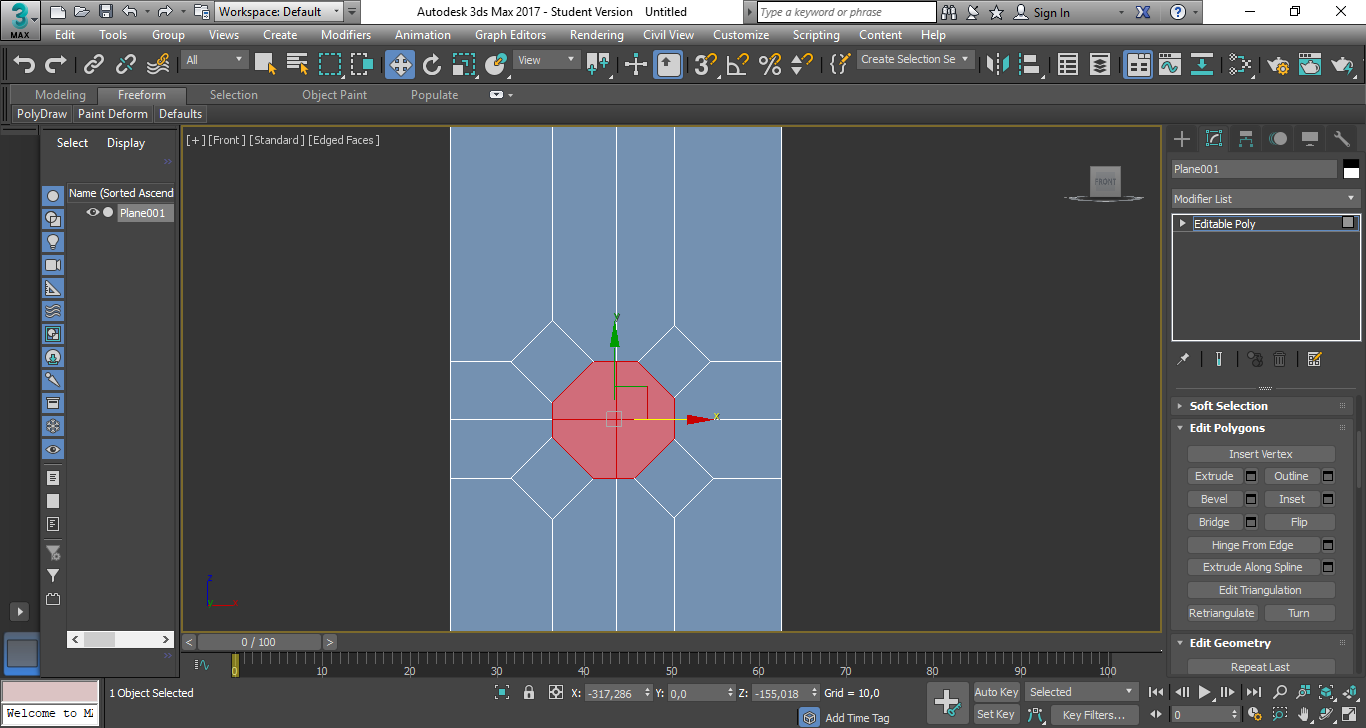 3
MAX
Workspace: Default
Autodesk 3ds Max 2017 - Student Version Untitled
Type a keyword or phrase
Sign In
Edit Tools Group Views Create Modifiers Animation Graph Editors Rendering Civil View Customize Scripting Content Help
All
View
3
Create Selection Se
Modeling Freeform Selection Object Paint Populate
PolyDraw Paint Deform Defaults
Select Display
[+] [Front] [Standard] [Edged Faces]
Name (Sorted Ascend
Plane001
FRONT
Plane001
Modifier List
Editable Poly
y
x
Soft Selection
Edit Polygons
Insert Vertex
Extrude Outline
Bevel Inset
Bridge Flip
Hinge From Edge
Extrude Along Spline
Edit Triangulation
Retriangulate Turn
Edit Geometry
Repeat Last
z
y x
< 0 / 100 >
0 10 20 30 40 50 60 70 80 90 100
1 Object Selected
X: -317,286 Y: 0,0 Z: -155,018 Grid = 10,0
Auto Key Selected
Welcome to M
Add Time Tag
Set Key Key Filters...
0